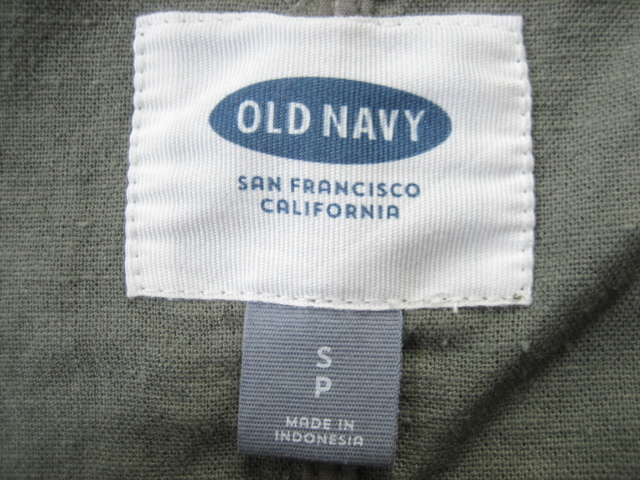 OLD NAVY
SAN FRANCISCO
CALIFORNIA
S
P
MADE IN
INDONESIA